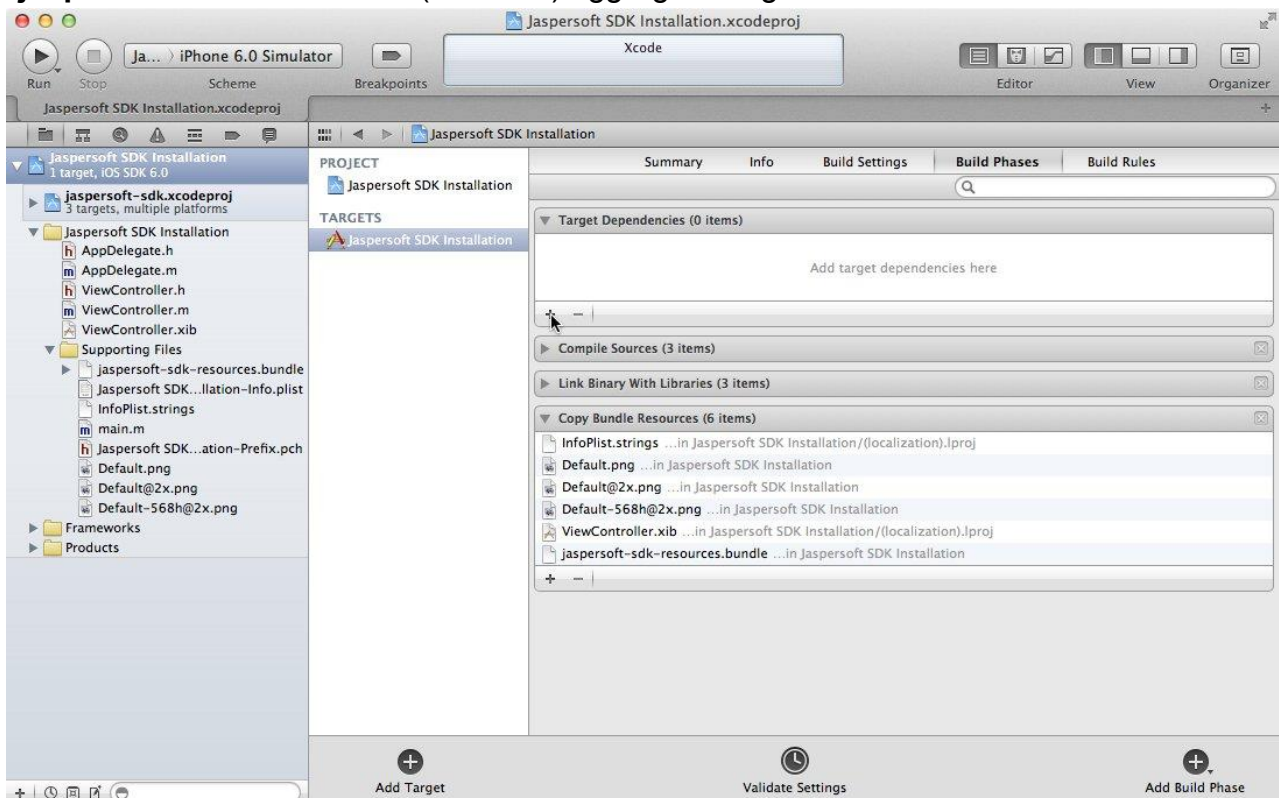 Jaspersoft SDK Installation.xcodeproj
Ja... iPhone 6.0 Simulator
Xcode
Run Stop Scheme Breakpoints Editor View Organizer
Jaspersoft SDK Installation.xcodeproj
Jaspersoft SDK Installation
Jaspersoft SDK Installation
1 target, iOS SDK 6.0
jaspersoft-sdk.xcodeproj
3 targets, multiple platforms
Jaspersoft SDK Installation
h AppDelegate.h
m AppDelegate.m
h ViewController.h
m ViewController.m
ViewController.xib
Supporting Files
jaspersoft-sdk-resources.bundle
Jaspersoft SDK...llation-Info.plist
InfoPlist.strings
m main.m
h Jaspersoft SDK...ation-Prefix.pch
Default.png
Default@2x.png
Default-568h@2x.png
Frameworks
Products
PROJECT
Jaspersoft SDK Installation
TARGETS
Jaspersoft SDK Installation
Summary Info Build Settings Build Phases Build Rules
Target Dependencies (0 items)
Add target dependencies here
Compile Sources (3 items)
Link Binary With Libraries (3 items)
Copy Bundle Resources (6 items)
InfoPlist.strings ...in Jaspersoft SDK Installation/(localization).lproj
Default.png ...in Jaspersoft SDK Installation
Default@2x.png ...in Jaspersoft SDK Installation
Default-568h@2x.png ...in Jaspersoft SDK Installation
ViewController.xib ...in Jaspersoft SDK Installation/(localization).lproj
jaspersoft-sdk-resources.bundle ...in Jaspersoft SDK Installation
Add Target Validate Settings Add Build Phase